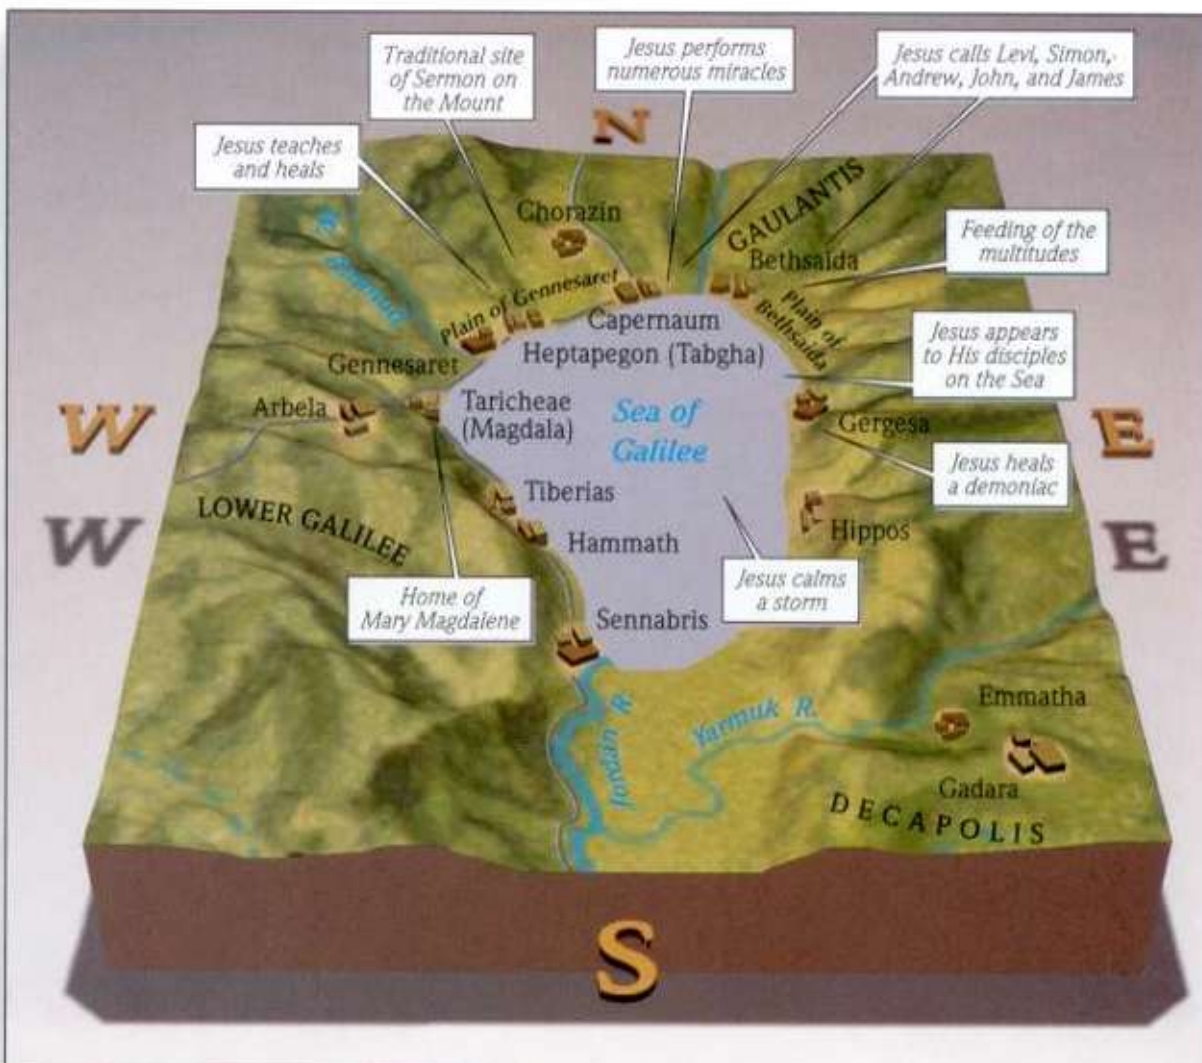 Jesus performs
numerous miracles
Jesus calls Levi, Simon,
Andrew, John, and James
Traditional site
of Sermon on
the Mount
N
Jesus teaches
and heals
Chorazin
GAULANTIS
Bethsaida
Feeding of the
multitudes
Plain of Gennesaret
Plain of
Bethsaida
Capernaum
Heptapegon (Tabgha)
Jesus appears
to His disciples
on the Sea
Gennesaret
Arbela
Taricheae
(Magdala)
Sea of
Galilee
Gergesa
W
E
Jesus heals
a demoniac
Tiberias
LOWER GALILEE
Hammath
Hippos
W
E
Jesus calms
a storm
Home of
Mary Magdalene
Sennabris
Emmatha
Yarmuk R.
Jordan R.
Gadara
DECAPOLIS
S